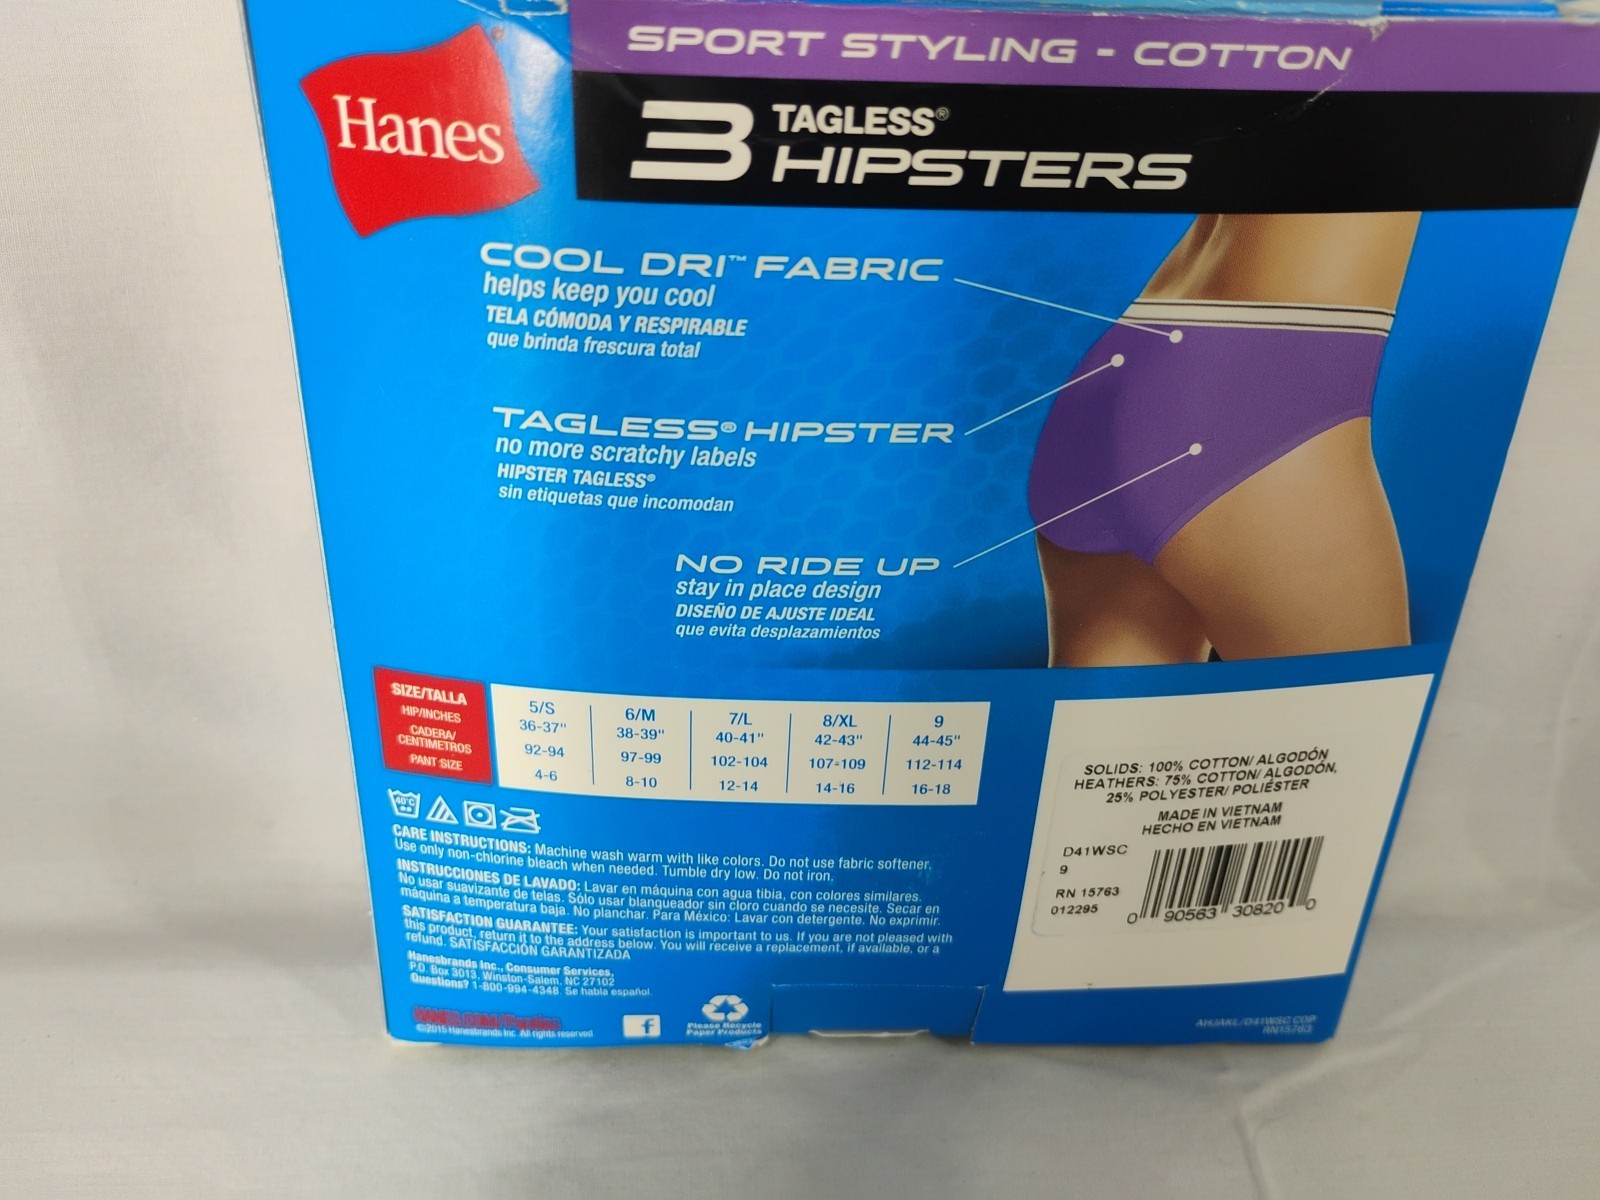 Hanes®
SPORT STYLING - COTTON
3 TAGLESS®
HIPSTERS
COOL DRI™ FABRIC
helps keep you cool
TELA CÓMODA Y RESPIRABLE
que brinda frescura total
TAGLESS® HIPSTER
no more scratchy labels
HIPSTER TAGLESS®
sin etiquetas que incomodan
NO RIDE UP
stay in place design
DISEÑO DE AJUSTE IDEAL
que evita desplazamientos
SIZE/TALLA 5/S 6/M 7/L 8/XL 9
HIP/INCHES 36-37" 38-39" 40-41" 42-43" 44-45"
CADERA/
CENTIMETROS 92-94 97-99 102-104 107-109 112-114
PANT SIZE 4-6 8-10 12-14 14-16 16-18
40°C
CARE INSTRUCTIONS: Machine wash warm with like colors. Do not use fabric softener.
Use only non-chlorine bleach when needed. Tumble dry low. Do not iron.
INSTRUCCIONES DE LAVADO: Lavar en máquina con agua tibia, con colores similares.
No usar suavizante de telas. Sólo usar blanqueador sin cloro cuando se necesite. Secar en
máquina a temperatura baja. No planchar. Para México: Lavar con detergente. No exprimir.
SATISFACTION GUARANTEE: Your satisfaction is important to us. If you are not pleased with
this product, return it to the address below. You will receive a replacement, if available, or a
refund. SATISFACCIÓN GARANTIZADA
Hanesbrands Inc., Consumer Services,
P.O. Box 3013, Winston-Salem, NC 27102
Questions? 1-800-994-4348 Se habla español.
HANES.COM/Panties
©2015 Hanesbrands Inc. All rights reserved
f
Please Recycle
Paper Products
SOLIDS: 100% COTTON/ ALGODÓN
HEATHERS: 75% COTTON/ ALGODÓN,
25% POLYESTER/ POLIÉSTER
MADE IN VIETNAM
HECHO EN VIETNAM
D41WSC
9
RN 15763
012295
0 90563 30820 0
AHJAKL/D41WSC CDP
RN15763